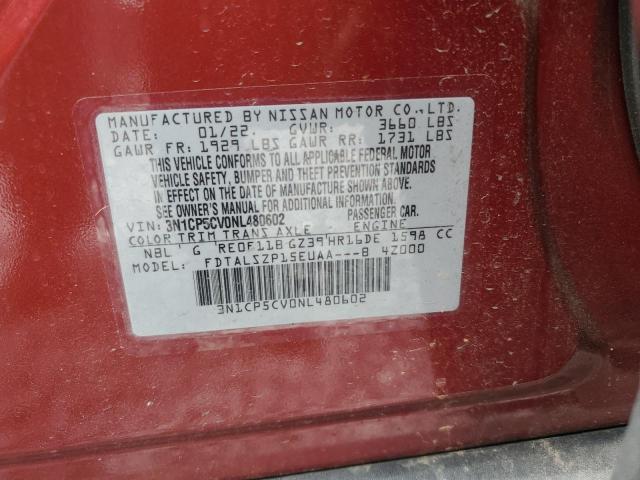 MANUFACTURED BY NISSAN MOTOR CO.,LTD.
DATE: 01/22 GVWR: 3660 LBS
GAWR FR: 1929 LBS GAWR RR: 1731 LBS
THIS VEHICLE CONFORMS TO ALL APPLICABLE FEDERAL MOTOR
VEHICLE SAFETY, BUMPER AND THEFT PREVENTION STANDARDS
IN EFFECT ON THE DATE OF MANUFACTURE SHOWN ABOVE.
SEE OWNER'S MANUAL FOR ADDITIONAL INFORMATION.
VIN: 3N1CP5CV0NL480602 PASSENGER CAR.
COLOR TRIM TRANS AXLE ENGINE
NBL G RE0F11B GZ39 HR16DE 1598 CC
MODEL: FDTALSZP15EUAA---B 4Z000
3N1CP5CV0NL480602